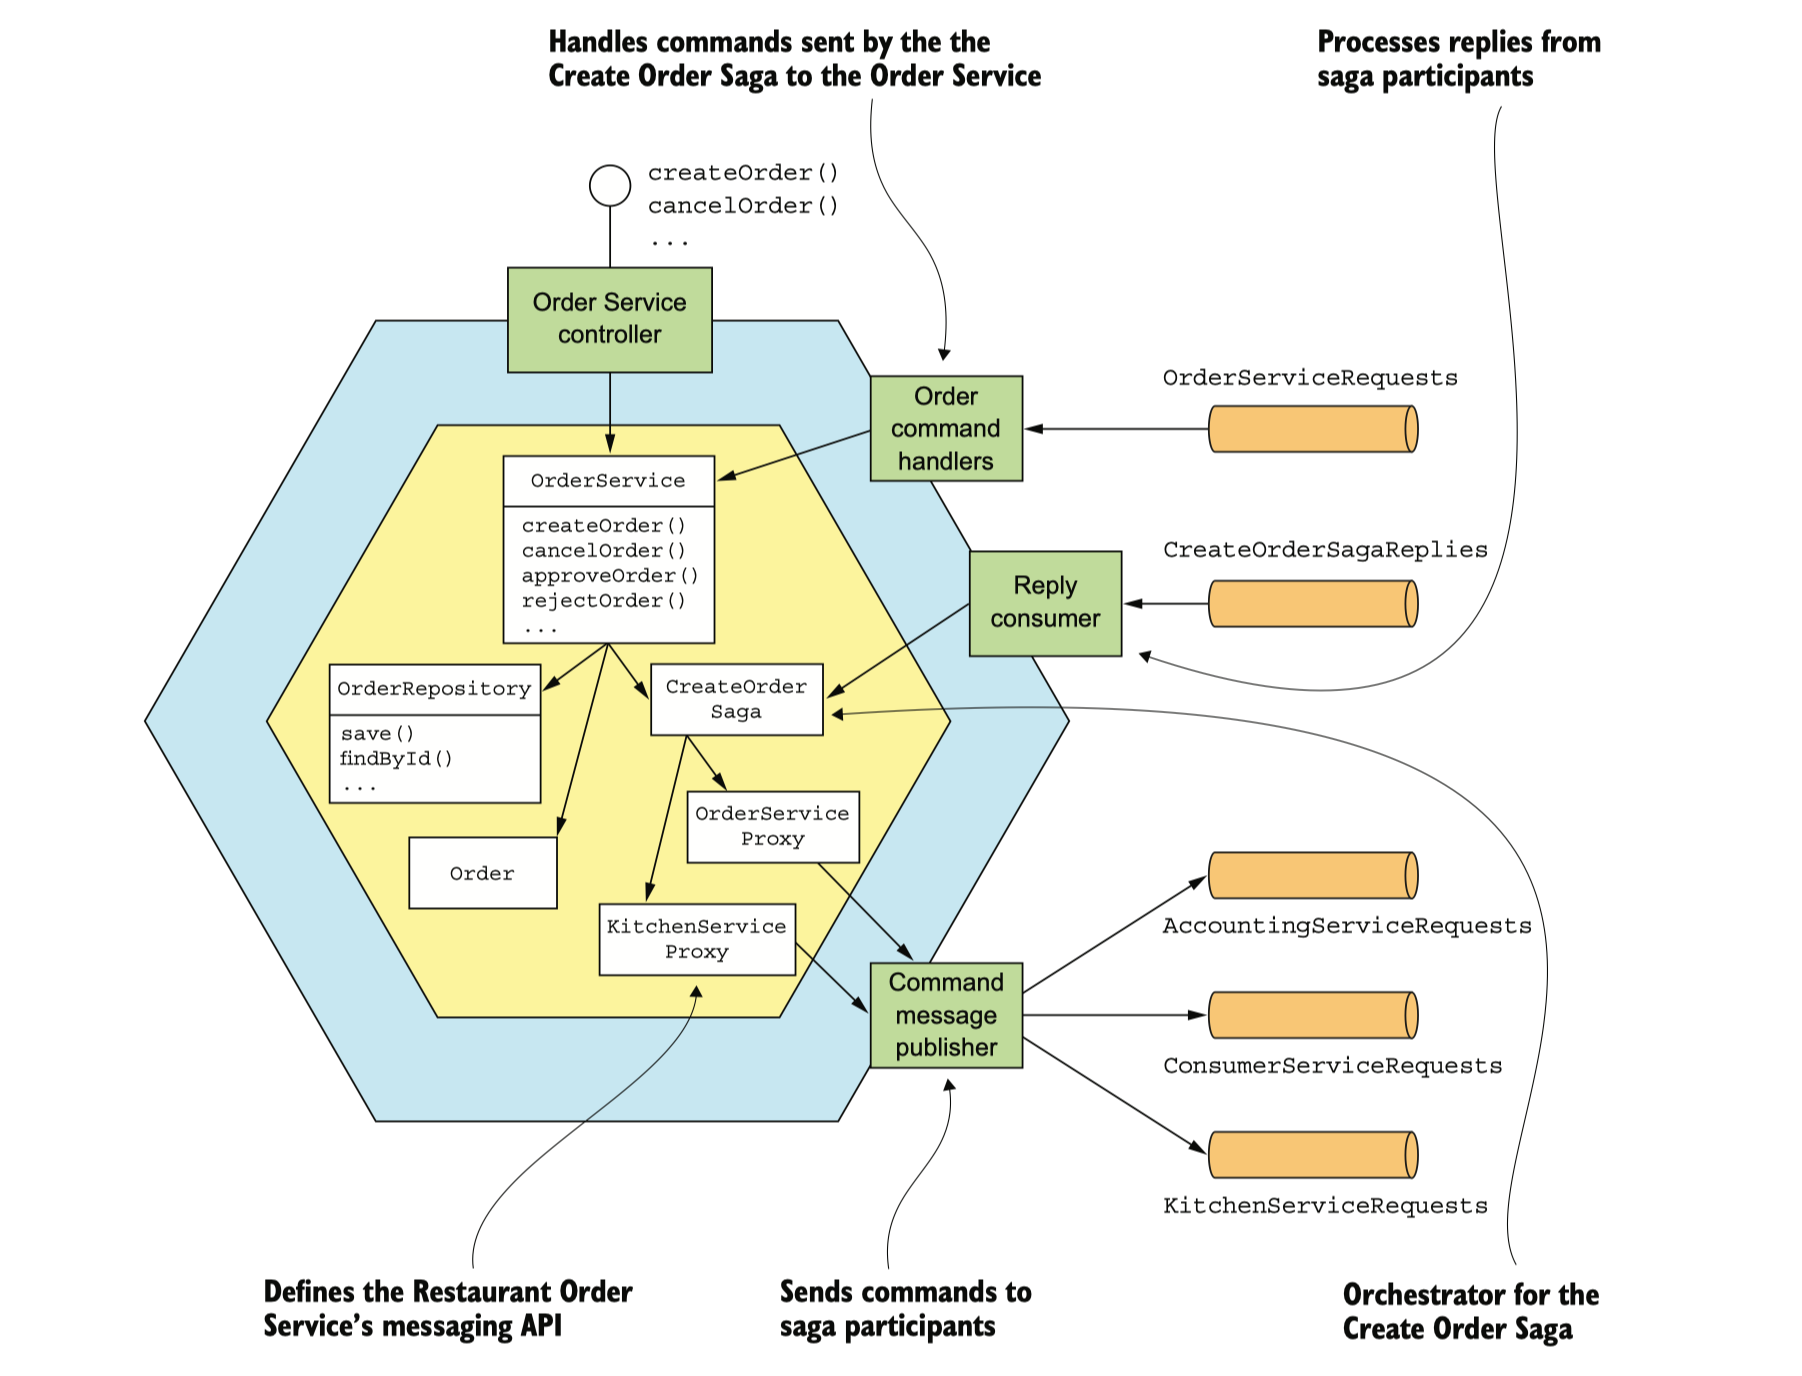 Handles commands sent by the the
Create Order Saga to the Order Service
Processes replies from
saga participants
createOrder()
cancelOrder()
...
Order Service
controller
Order
command
handlers
OrderServiceRequests
OrderService
createOrder()
cancelOrder()
approveOrder()
rejectOrder()
...
Reply
consumer
CreateOrderSagaReplies
OrderRepository
save()
findById()
...
CreateOrder
Saga
OrderService
Proxy
Order
KitchenService
Proxy
Command
message
publisher
AccountingServiceRequests
ConsumerServiceRequests
KitchenServiceRequests
Defines the Restaurant Order
Service’s messaging API
Sends commands to
saga participants
Orchestrator for the
Create Order Saga